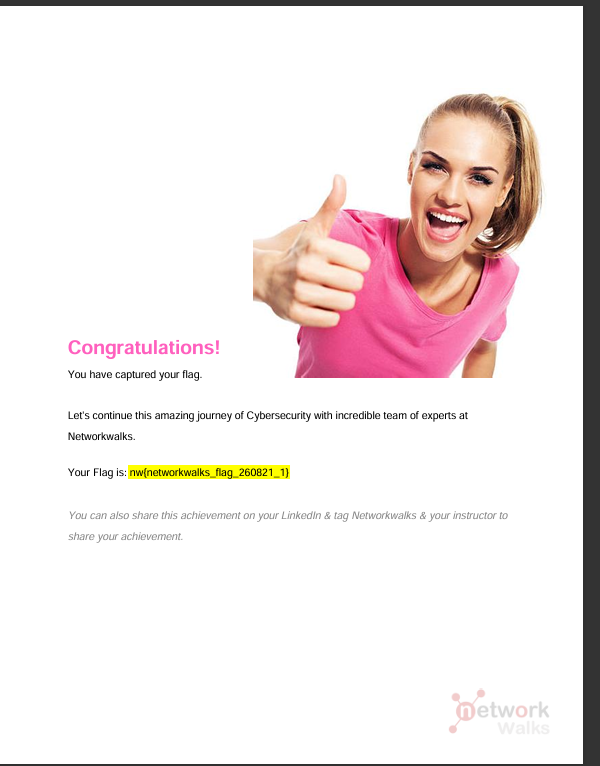 Congratulations!
You have captured your flag.
Let's continue this amazing journey of Cybersecurity with incredible team of experts at
Networkwalks.
Your Flag is: nw{networkwalks_flag_260821_1}
You can also share this achievement on your LinkedIn & tag Networkwalks & your instructor to
share your achievement.
network
Walks